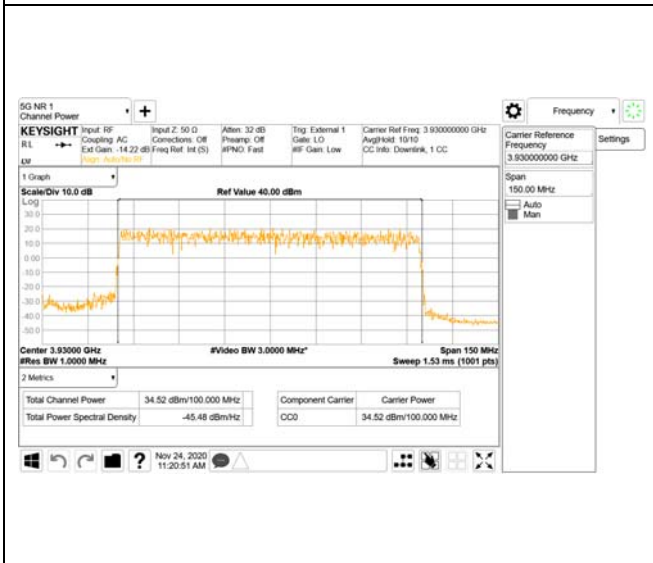 5G NR 1
Channel Power
Frequency
KEYSIGHT
Input: RF
Input Z: 50 Ω
Atten: 32 dB
Trig: External 1
Carrier Ref Freq: 3.930000000 GHz
RL
Coupling: AC
Corrections: Off
Preamp: Off
Gate: LO
Avg|Hold: 10/10
Ext Gain: -14.22 dB
Freq Ref: Int (S)
#PNO: Fast
#IF Gain: Low
CC Info: Downlink, 1 CC
Align: Auto/No RF
Carrier Reference
Frequency
3.930000000 GHz
Settings
Span
150.00 MHz
Auto
Man
1 Graph
Scale/Div 10.0 dB
Ref Value 40.00 dBm
Log
30.0
20.0
10.0
0.00
-10.0
-20.0
-30.0
-40.0
-50.0
Center 3.93000 GHz
#Video BW 3.0000 MHz*
Span 150 MHz
#Res BW 1.0000 MHz
Sweep 1.53 ms (1001 pts)
2 Metrics
Total Channel Power
34.52 dBm/100.000 MHz
Component Carrier
Carrier Power
Total Power Spectral Density
-45.48 dBm/Hz
CC0
34.52 dBm/100.000 MHz
?
Nov 24, 2020
11:20:51 AM